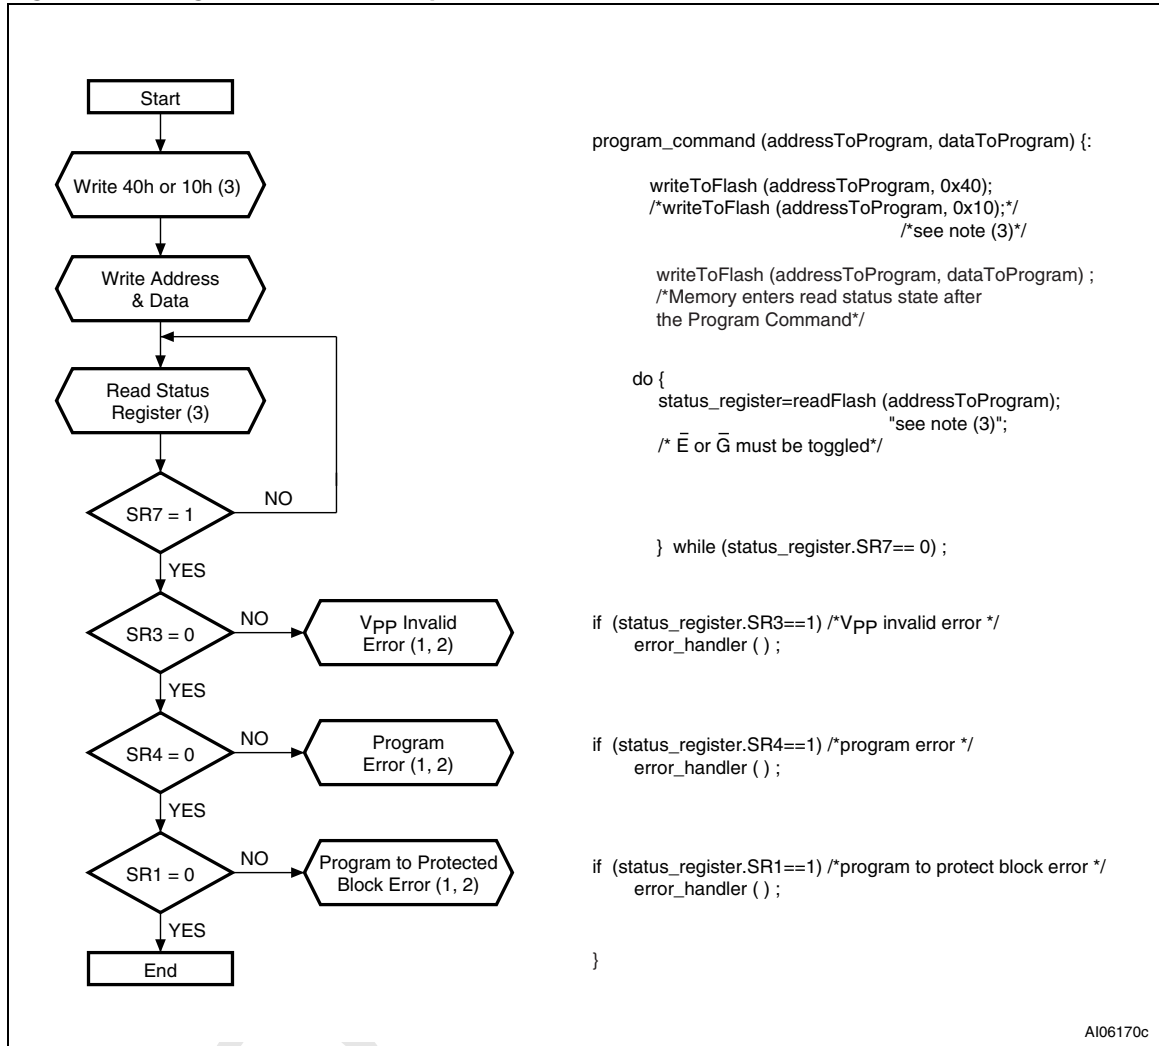 Start
Write 40h or 10h (3)
Write Address
& Data
Read Status
Register (3)
SR7 = 1
NO
YES
SR3 = 0
NO
VPP Invalid
Error (1, 2)
YES
SR4 = 0
NO
Program
Error (1, 2)
YES
SR1 = 0
NO
Program to Protected
Block Error (1, 2)
YES
End
program_command (addressToProgram, dataToProgram) {:
writeToFlash (addressToProgram, 0x40);
/*writeToFlash (addressToProgram, 0x10);*/
/*see note (3)*/
writeToFlash (addressToProgram, dataToProgram) ;
/*Memory enters read status state after
the Program Command*/
do {
status_register=readFlash (addressToProgram);
"see note (3)";
/* E̅ or G̅ must be toggled*/
} while (status_register.SR7== 0) ;
if (status_register.SR3==1) /*VPP invalid error */
error_handler ( ) ;
if (status_register.SR4==1) /*program error */
error_handler ( ) ;
if (status_register.SR1==1) /*program to protect block error */
error_handler ( ) ;
}
AI06170c